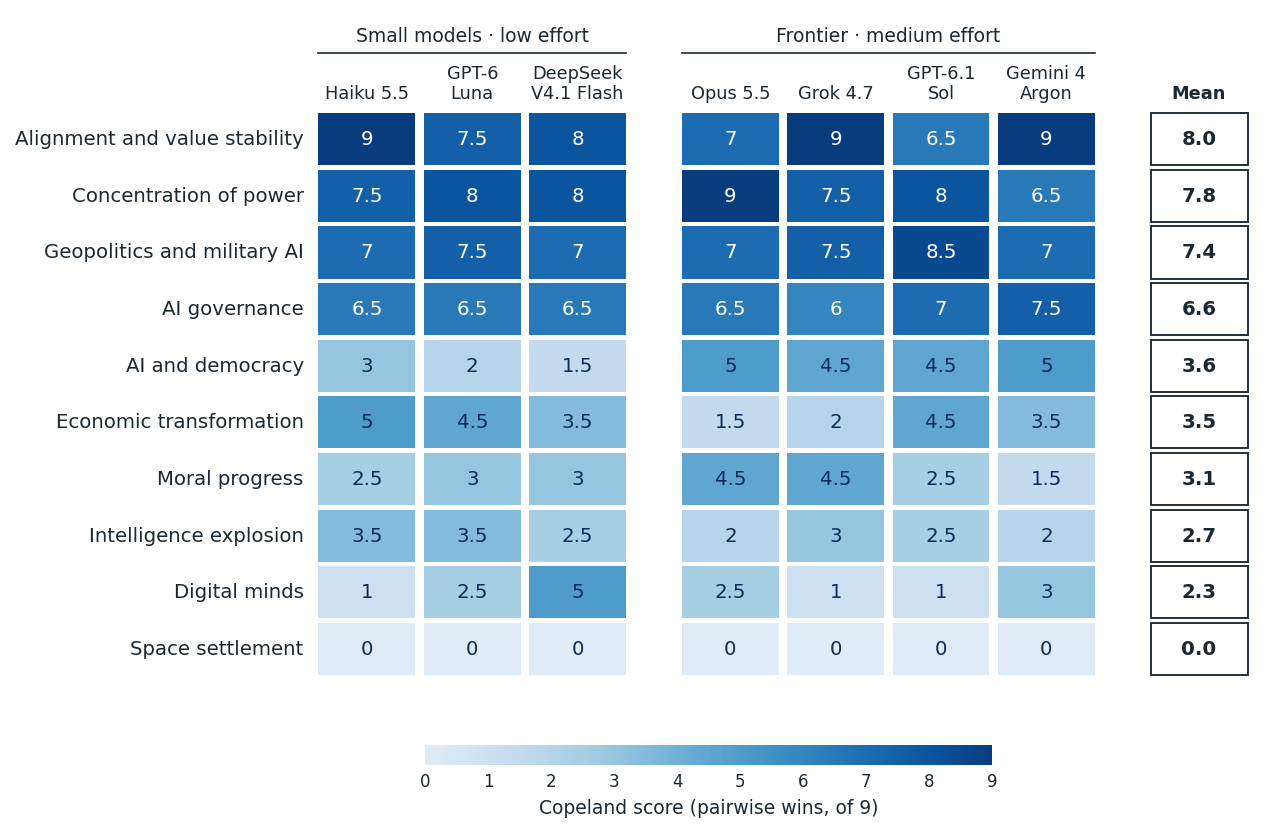 Small models · low effort
Frontier · medium effort
Haiku 5.5
GPT-6
Luna
DeepSeek
V4.1 Flash
Opus 5.5
Grok 4.7
GPT-6.1
Sol
Gemini 4
Argon
Mean
Alignment and value stability 9 7.5 8 7 9 6.5 9 8.0
Concentration of power 7.5 8 8 9 7.5 8 6.5 7.8
Geopolitics and military AI 7 7.5 7 7 7.5 8.5 7 7.4
AI governance 6.5 6.5 6.5 6.5 6 7 7.5 6.6
AI and democracy 3 2 1.5 5 4.5 4.5 5 3.6
Economic transformation 5 4.5 3.5 1.5 2 4.5 3.5 3.5
Moral progress 2.5 3 3 4.5 4.5 2.5 1.5 3.1
Intelligence explosion 3.5 3.5 2.5 2 3 2.5 2 2.7
Digital minds 1 2.5 5 2.5 1 1 3 2.3
Space settlement 0 0 0 0 0 0 0 0.0
0 1 2 3 4 5 6 7 8 9
Copeland score (pairwise wins, of 9)